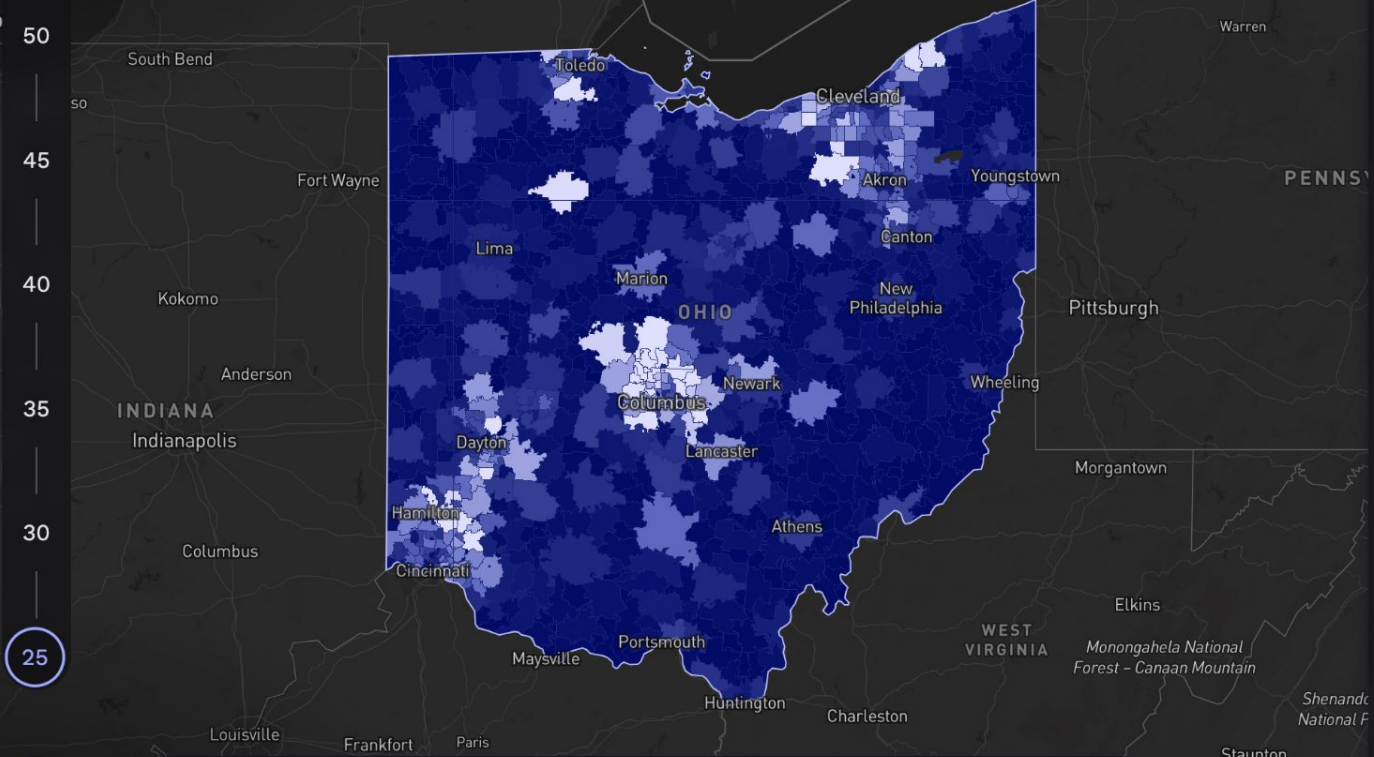 50
45
40
35
30
25
South Bend
so
Fort Wayne
Kokomo
Anderson
INDIANA
Indianapolis
Columbus
Louisville
Frankfort
Paris
Toledo
Cleveland
Akron
Youngstown
Canton
Lima
Marion
New
Philadelphia
OHIO
Newark
Columbus
Wheeling
Dayton
Lancaster
Hamilton
Athens
Cincinnati
Portsmouth
Maysville
Huntington
Charleston
Warren
PENNSY
Pittsburgh
Morgantown
Elkins
WEST
VIRGINIA
Monongahela National
Forest – Canaan Mountain
Shenando
National F
Staunton